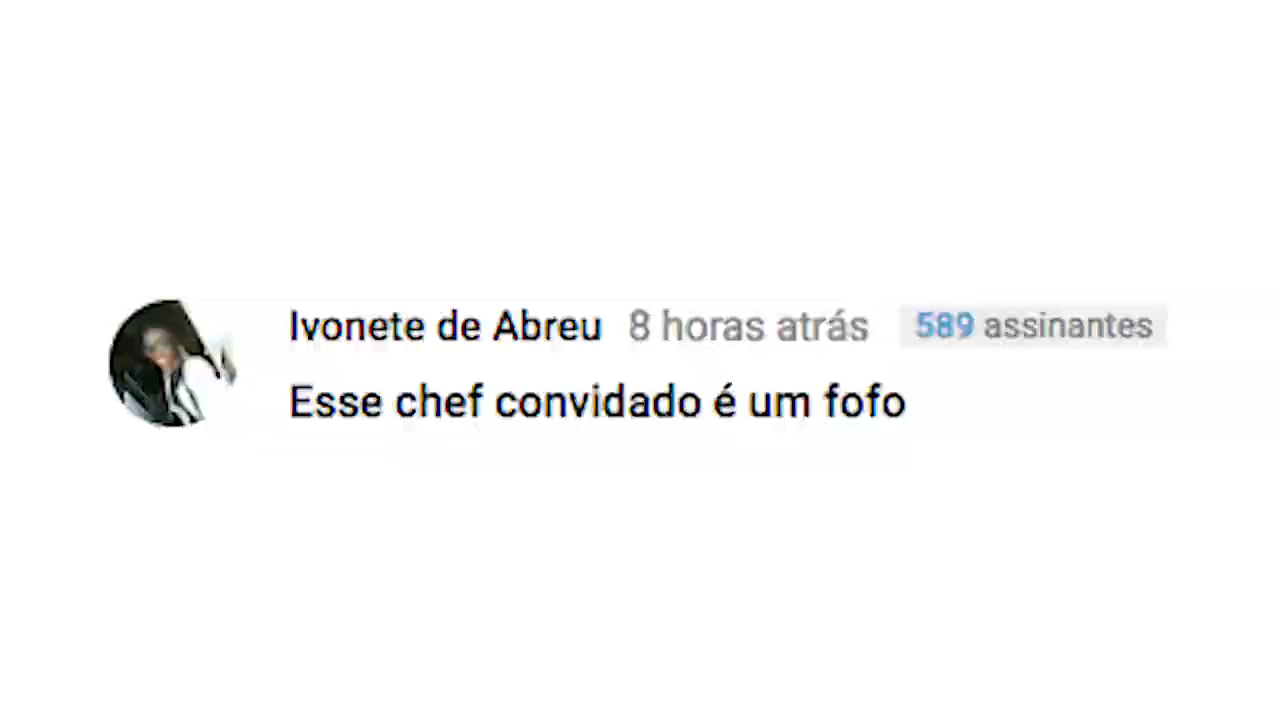 Ivonete de Abreu 8 horas atrás 589 assinantes
Esse chef convidado é um fofo